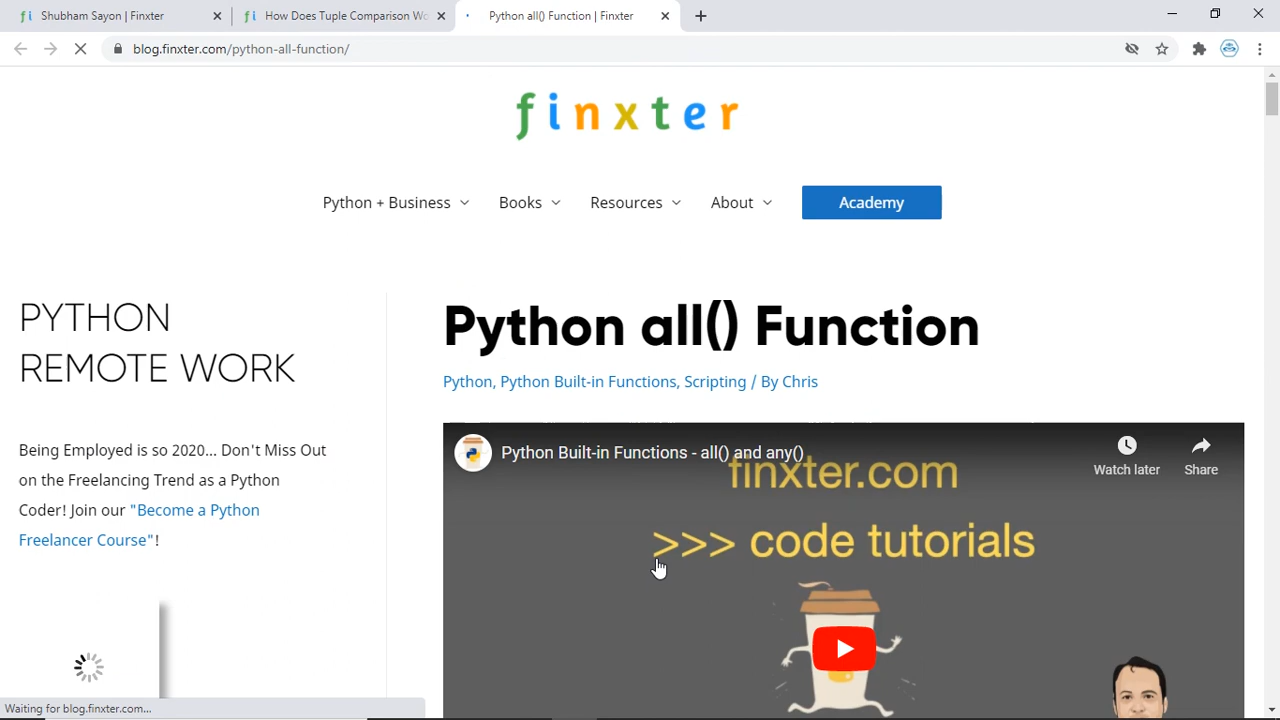 Shubham Sayon | Finxter
How Does Tuple Comparison Wo
Python all() Function | Finxter
blog.finxter.com/python-all-function/
finxter
Python + Business
Books
Resources
About
Academy
PYTHON
REMOTE WORK
Being Employed is so 2020... Don't Miss Out
on the Freelancing Trend as a Python
Coder! Join our "Become a Python
Freelancer Course"!
Python all() Function
Python, Python Built-in Functions, Scripting / By Chris
Python Built-in Functions - all() and any()
Watch later
Share
finxter.com
>>> code tutorials
Waiting for blog.finxter.com...